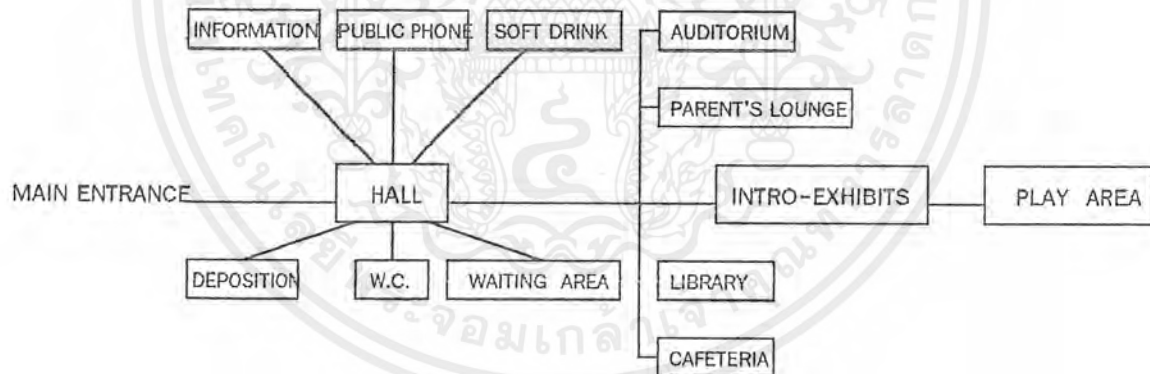 INFORMATION
PUBLIC PHONE
SOFT DRINK
AUDITORIUM
PARENT'S LOUNGE
MAIN ENTRANCE
HALL
INTRO-EXHIBITS
PLAY AREA
DEPOSITION
W.C.
WAITING AREA
LIBRARY
CAFETERIA